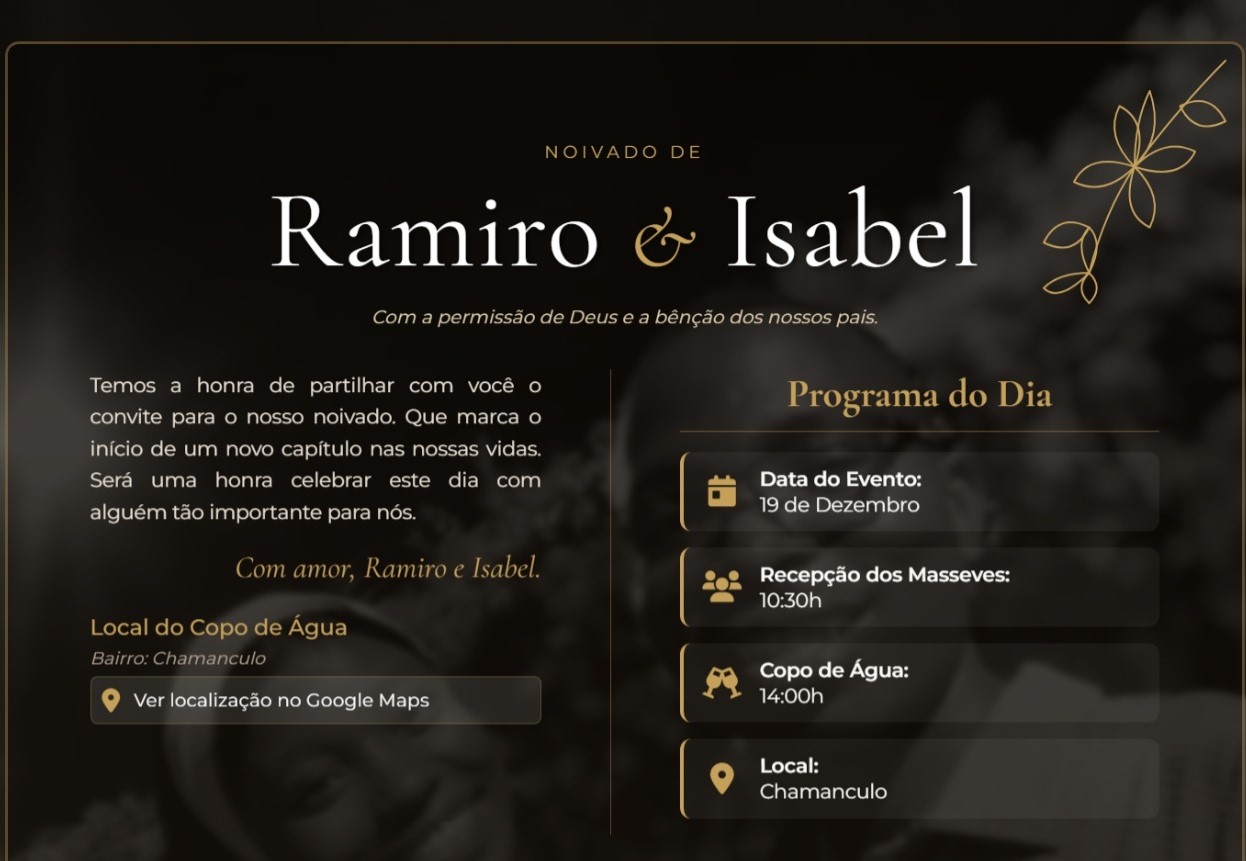 NOIVADO DE
Ramiro & Isabel
Com a permissão de Deus e a bênção dos nossos pais.
Temos a honra de partilhar com você o
convite para o nosso noivado. Que marca o
início de um novo capítulo nas nossas vidas.
Será uma honra celebrar este dia com
alguém tão importante para nós.
Com amor, Ramiro e Isabel.
Local do Copo de Água
Bairro: Chamanculo
Ver localização no Google Maps
Programa do Dia
Data do Evento:
19 de Dezembro
Recepção dos Masseves:
10:30h
Copo de Água:
14:00h
Local:
Chamanculo